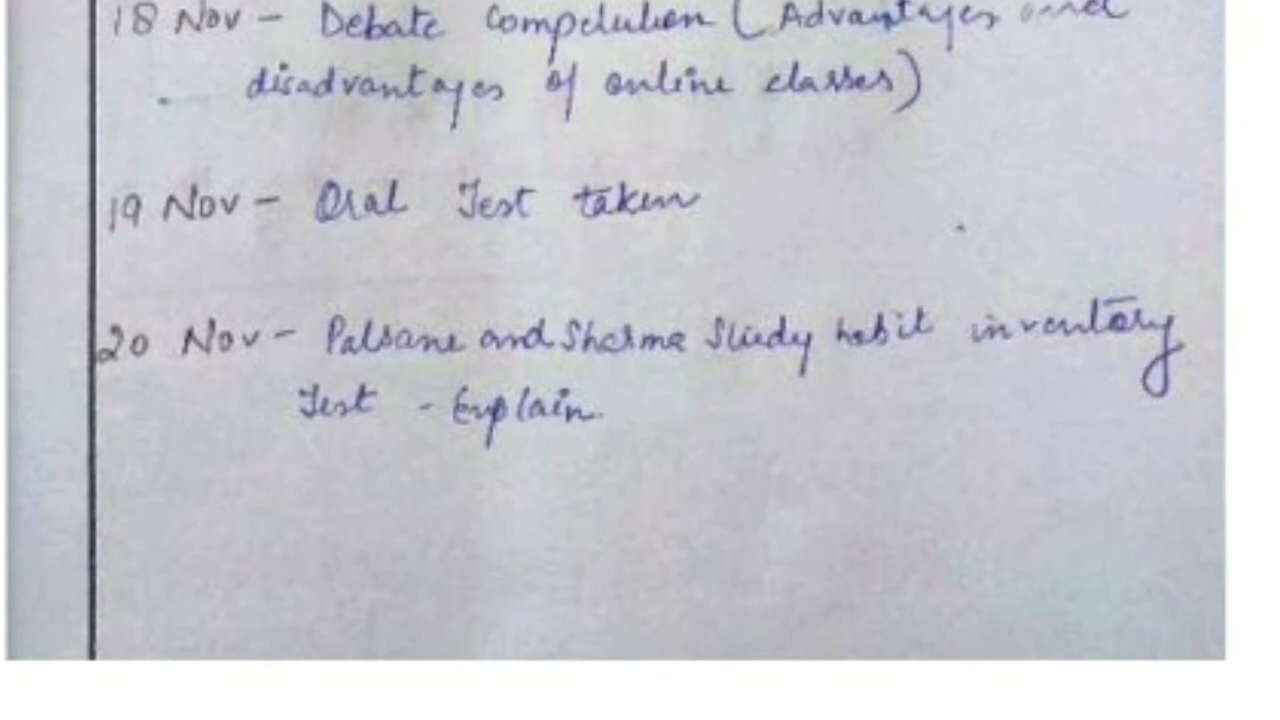 18 Nov - Debate Competition (Advantages and
disadvantages of online classes)
19 Nov - Oral Test taken
20 Nov - Palsane and Sharma Study habit inventory
Test - Explain.